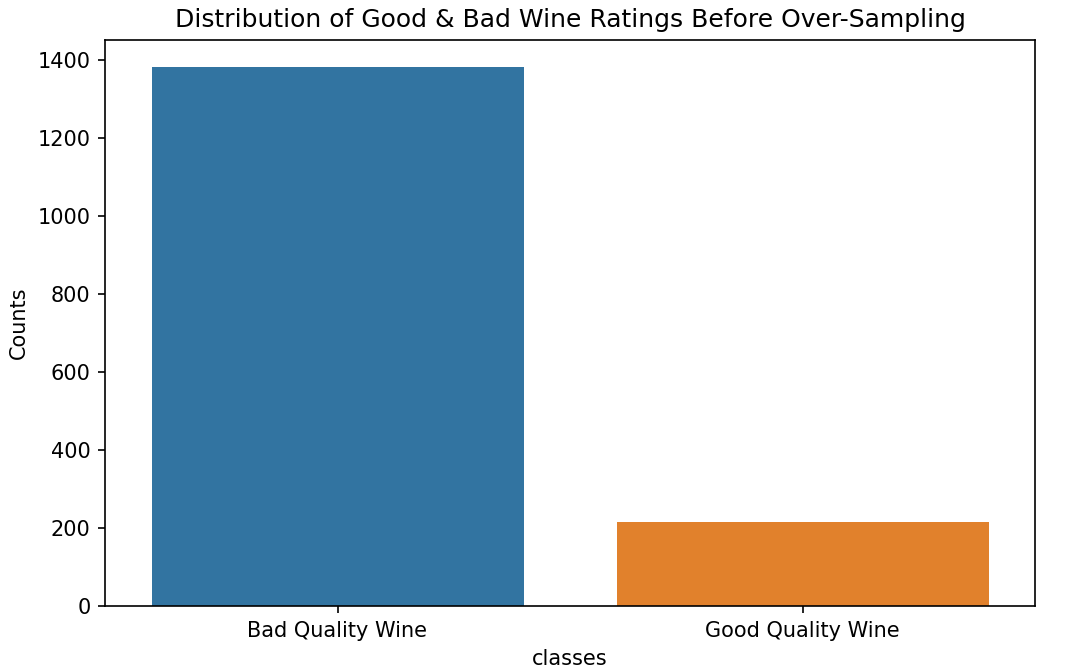 Distribution of Good & Bad Wine Ratings Before Over-Sampling
1400
1200
1000
800
600
400
200
0
Counts
Bad Quality Wine
Good Quality Wine
classes